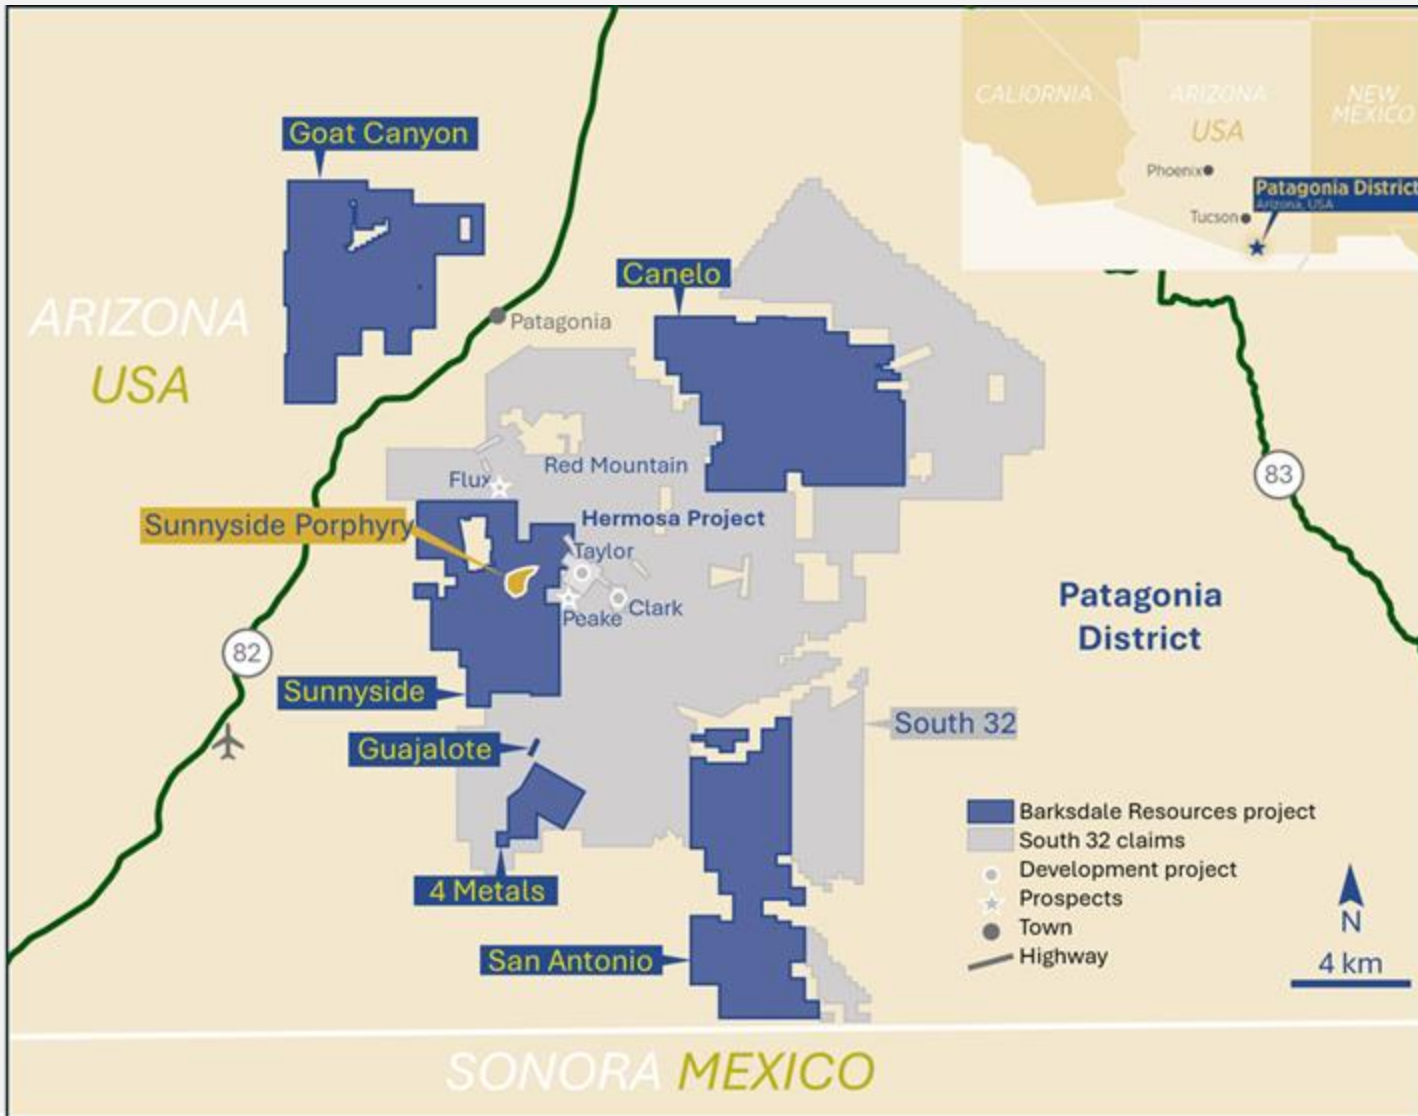 Goat Canyon
CALIORNIA
ARIZONA
NEW
MEXICO
USA
Phoenix
Patagonia District
Arizona, USA
Tucson
Canelo
ARIZONA
USA
Patagonia
Flux
Red Mountain
83
Sunnyside Porphyry
Hermosa Project
Taylor
Peake
Clark
Patagonia
District
82
Sunnyside
Guajalote
South 32
4 Metals
San Antonio
Barksdale Resources project
South 32 claims
Development project
Prospects
Town
Highway
N
4 km
SONORA MEXICO